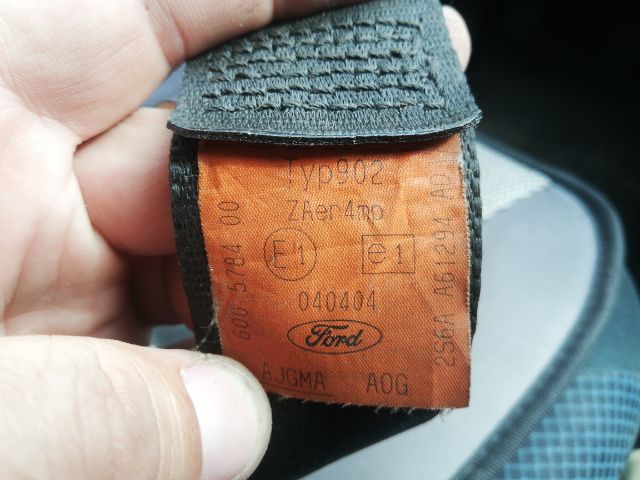 Typ902
ZAer4mp
E1
e1
040404
Ford
AJGMA AOG
600 5784 00
2S6A A61294 AD